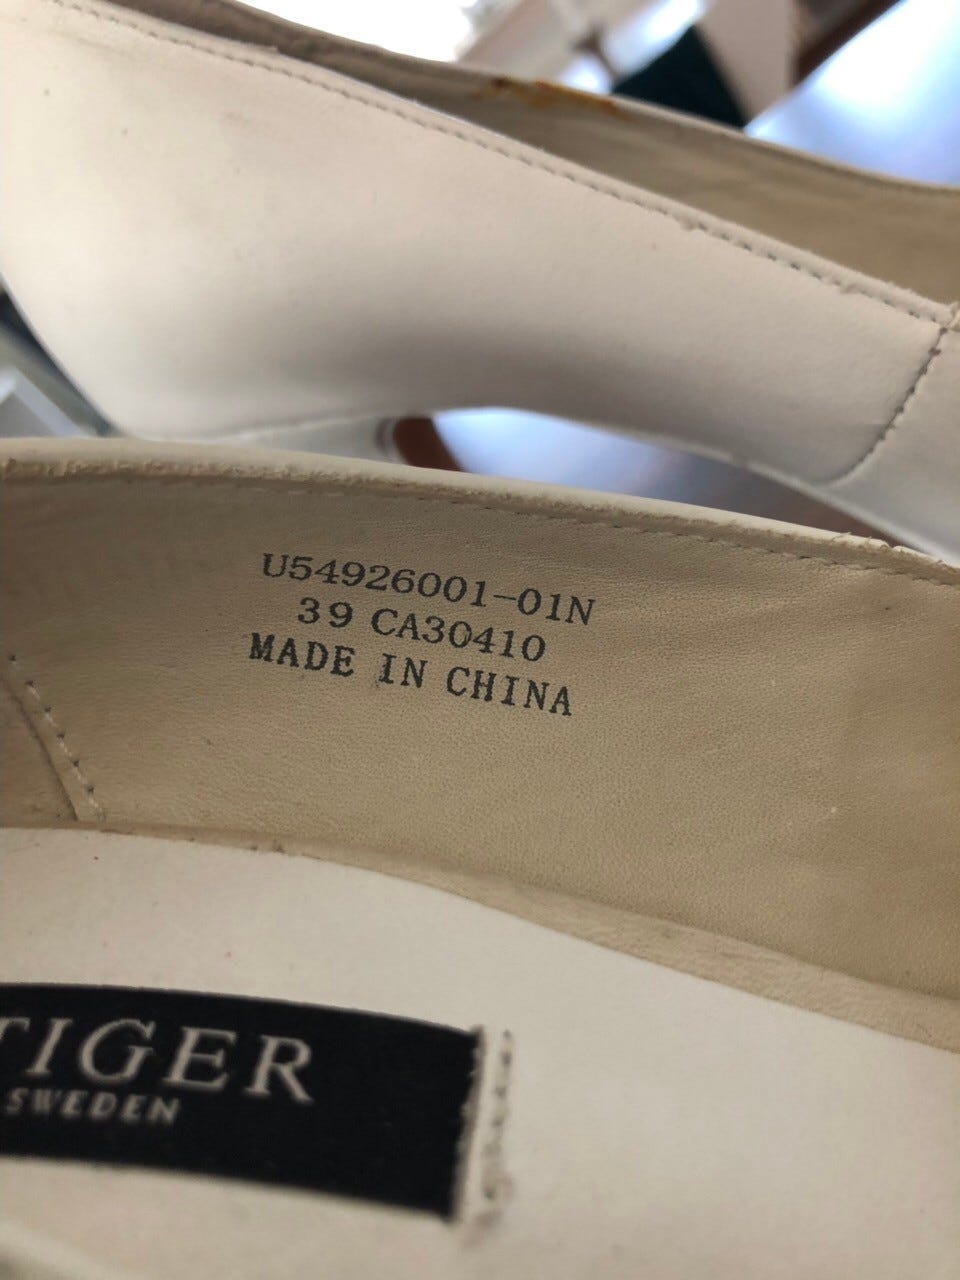 U54926001-01N
39 CA30410
MADE IN CHINA
TIGER
SWEDEN